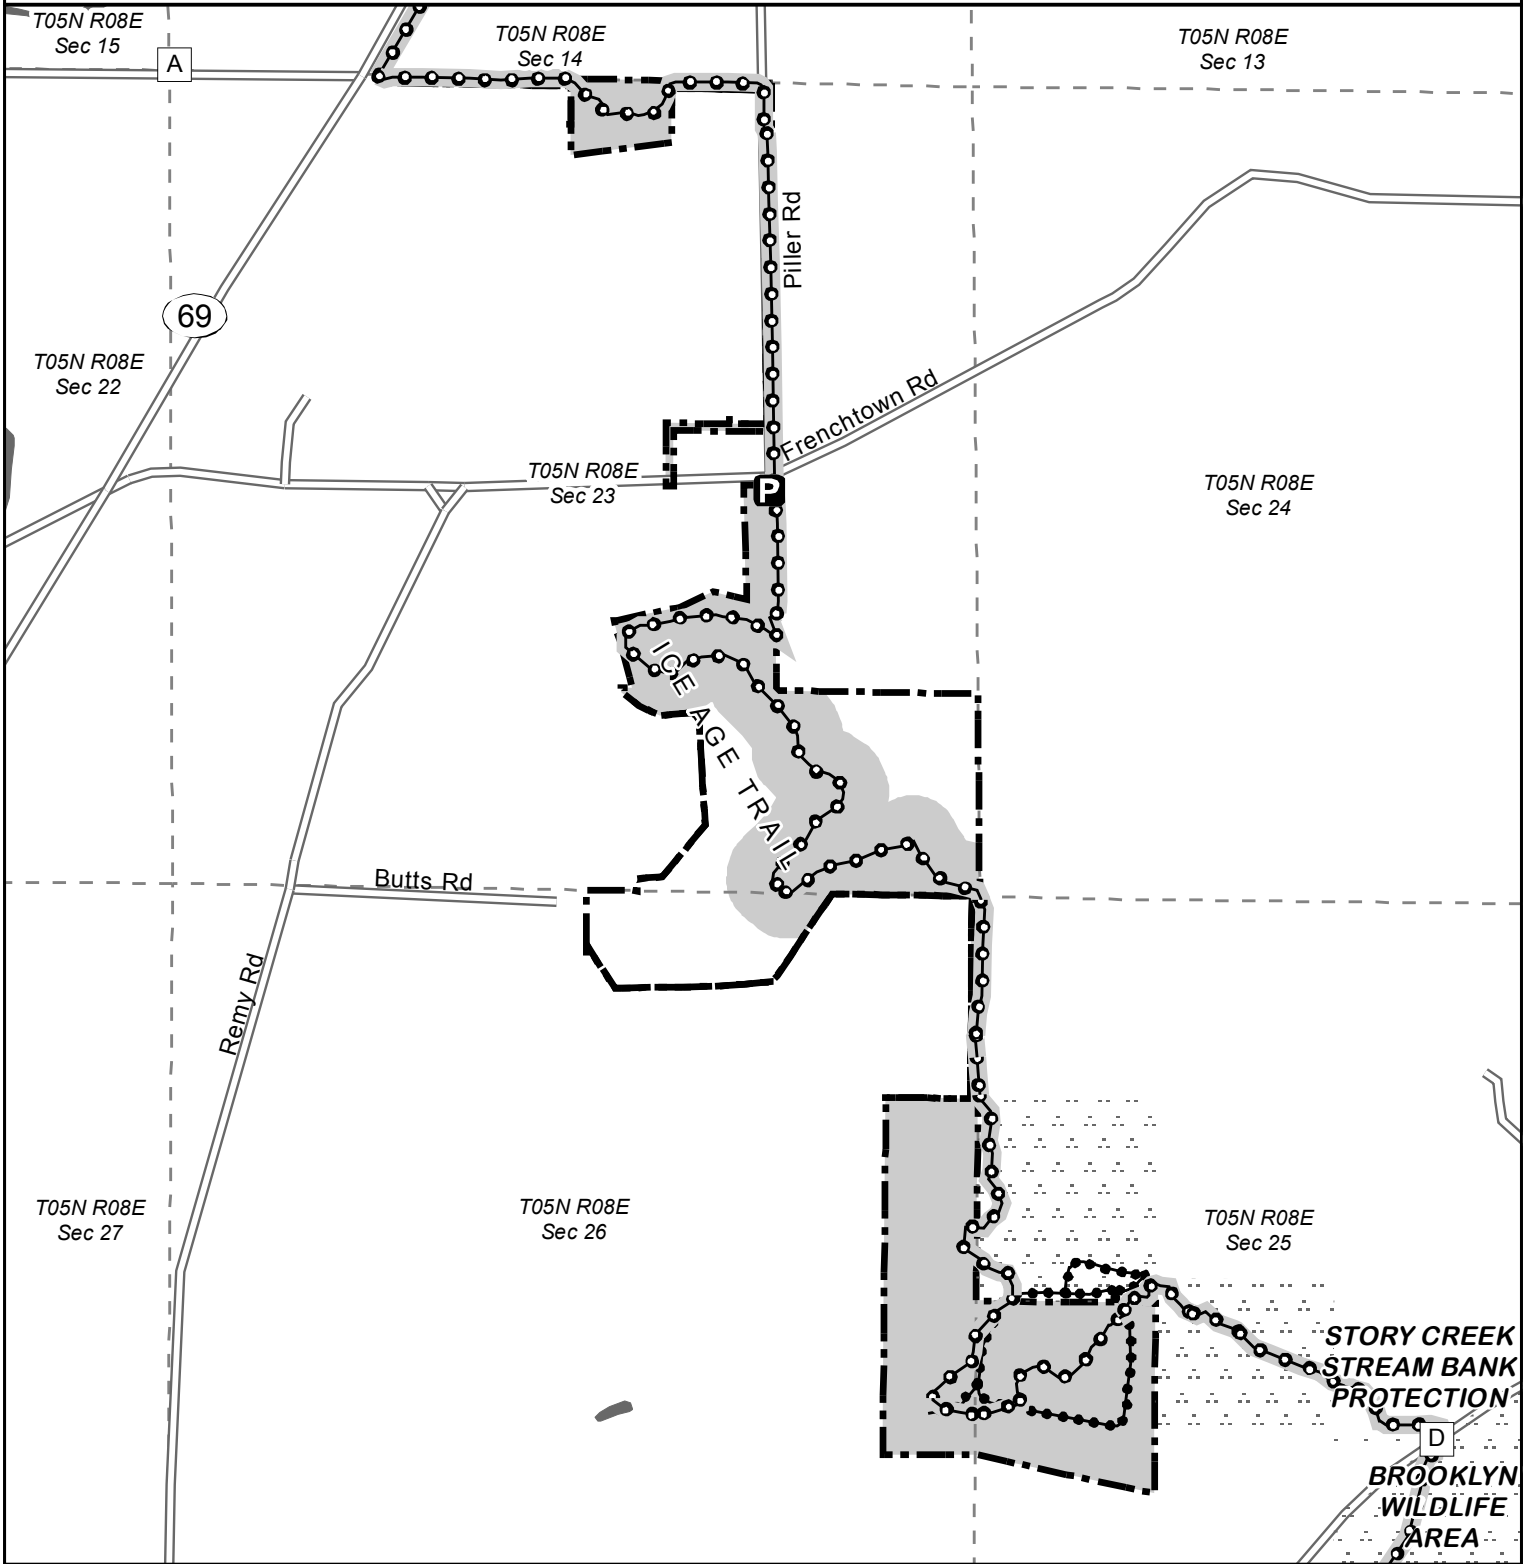 T05N R08E
Sec 15
A
T05N R08E
Sec 14
T05N R08E
Sec 13
Piller Rd
69
T05N R08E
Sec 22
Frenchtown Rd
T05N R08E
Sec 23
P
T05N R08E
Sec 24
ICE AGE TRAIL
Butts Rd
Remy Rd
T05N R08E
Sec 27
T05N R08E
Sec 26
T05N R08E
Sec 25
STORY CREEK
STREAM BANK
PROTECTION
D
BROOKLYN
WILDLIFE
AREA